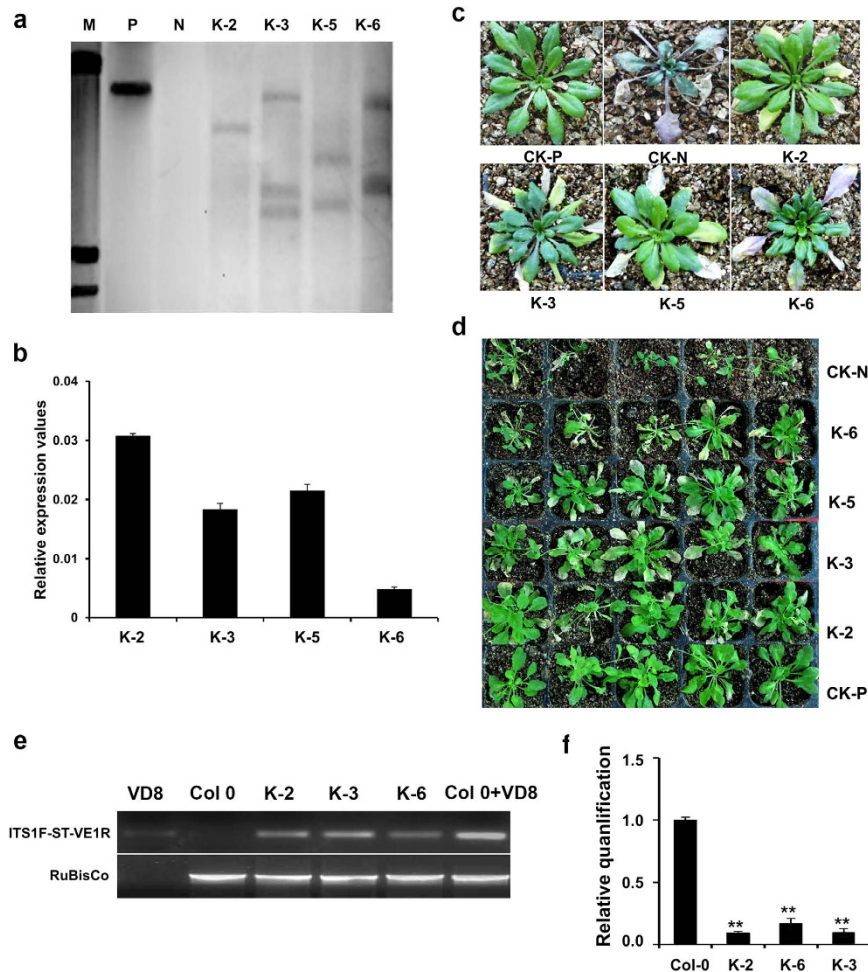 a
M P N K-2 K-3 K-5 K-6
b
Relative expression values
0.04
0.03
0.02
0.01
0
K-2 K-3 K-5 K-6
c
CK-P CK-N K-2
K-3 K-5 K-6
d
CK-N
K-6
K-5
K-3
K-2
CK-P
e
VD8 Col 0 K-2 K-3 K-6 Col 0+VD8
ITS1F-ST-VE1R
RuBisCo
f
Relative quanlification
1.5
1.0
0.5
0.0
** ** **
Col-0 K-2 K-6 K-3